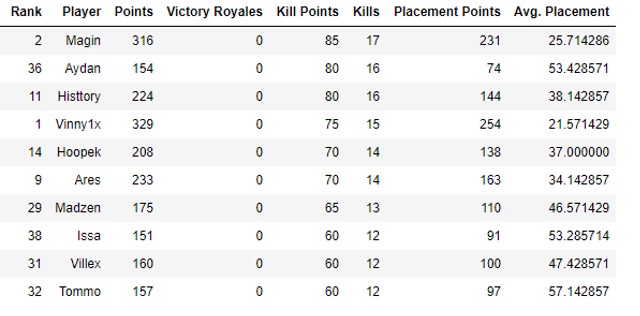 Rank Player Points Victory Royales Kill Points Kills Placement Points Avg. Placement
2 Magin 316 0 85 17 231 25.714286
36 Aydan 154 0 80 16 74 53.428571
11 Histtory 224 0 80 16 144 38.142857
1 Vinny1x 329 0 75 15 254 21.571429
14 Hoopek 208 0 70 14 138 37.000000
9 Ares 233 0 70 14 163 34.142857
29 Madzen 175 0 65 13 110 46.571429
38 Issa 151 0 60 12 91 53.285714
31 Villex 160 0 60 12 100 47.428571
32 Tommo 157 0 60 12 97 57.142857